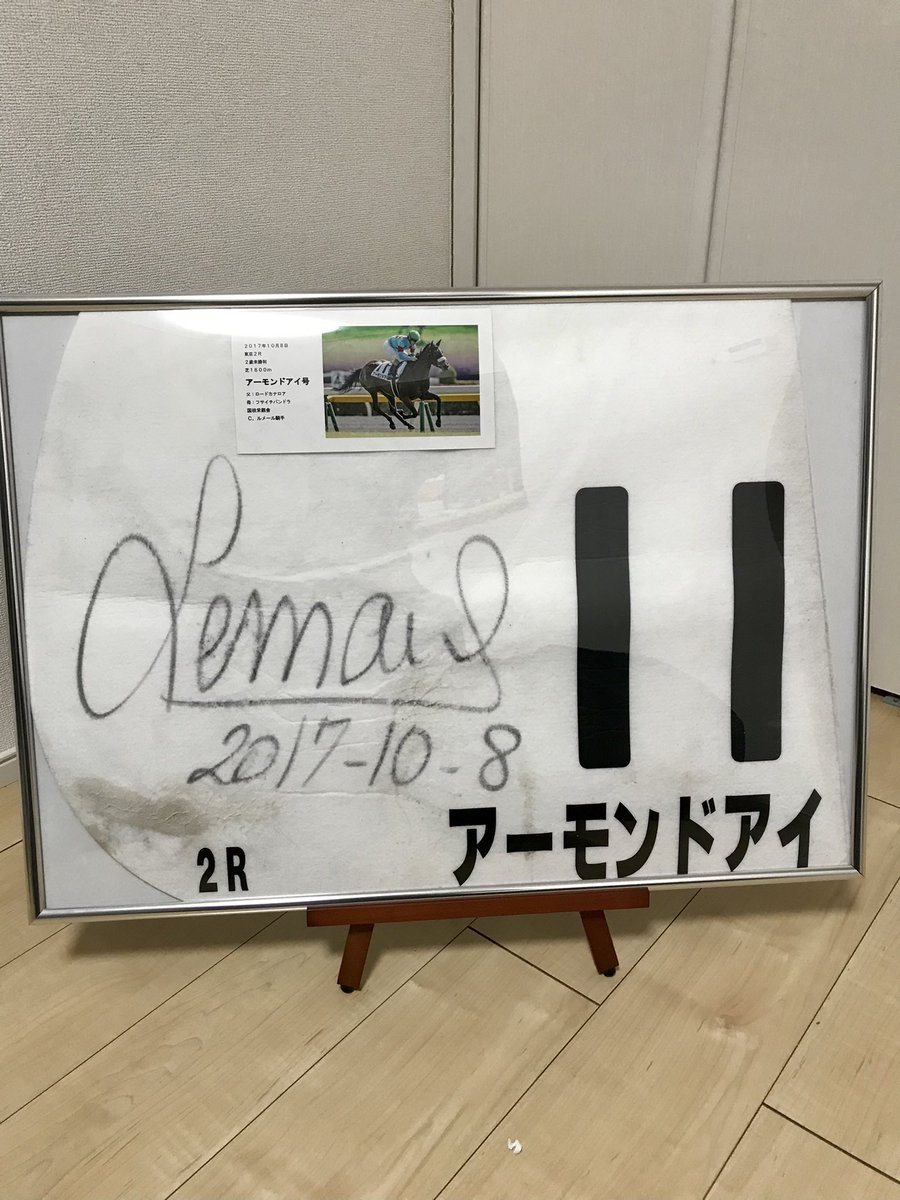 2017年10月8日
東京2R
2歳未勝利
芝1600m
アーモンドアイ号
父:ロードカナロア
母:フサイチパンドラ
国枝栄厩舎
C.ルメール騎手
Lemaire
2017-10-8
11
2R
アーモンドアイ